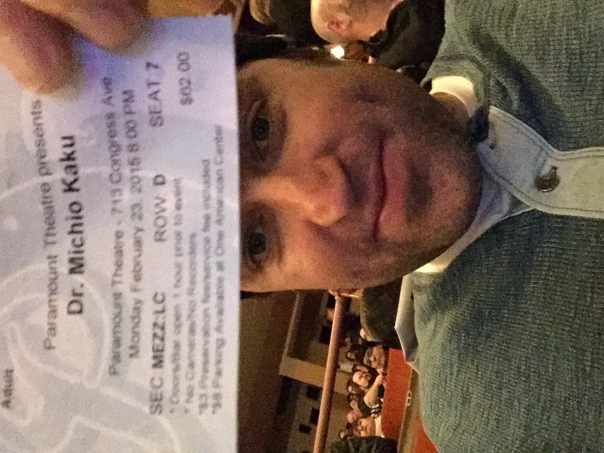 Adult
Paramount Theatre presents
Dr. Michio Kaku
Paramount Theatre - 713 Congress Ave
Monday February 23, 2015 8:00 PM
SEC MEZZ-LC ROW D SEAT 7
* Doors/Bar open 1 hour prior to event $62.00
* No Cameras/No Recorders
*$3 Preservation fee/service fee included
*$8 Parking Available at One American Center